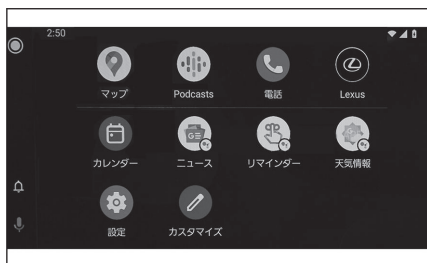 2:50
マップ Podcasts 電話 Lexus
カレンダー ニュース リマインダー 天気情報
設定 カスタマイズ